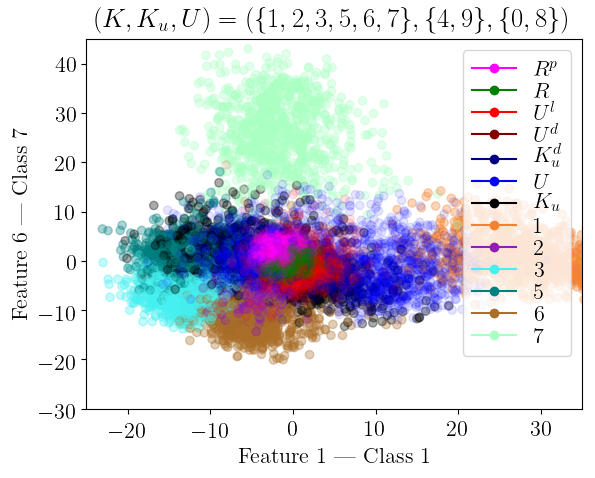 (K, K_u, U) = ({1, 2, 3, 5, 6, 7}, {4, 9}, {0, 8})
40
30
20
10
0
−10
−20
−30
Feature 6 — Class 7
R^p
R
U^l
U^d
K_u^d
U
K_u
1
2
3
5
6
7
−20
−10
0
10
20
30
Feature 1 — Class 1